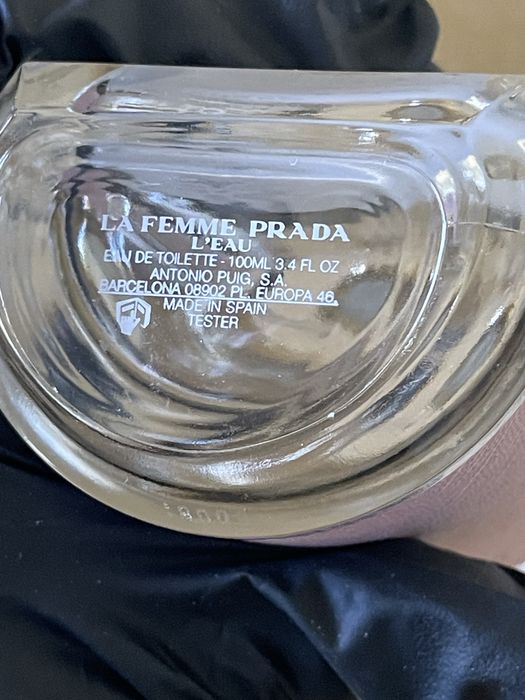 LA FEMME PRADA
L'EAU
EAU DE TOILETTE - 100ML 3.4 FL OZ
ANTONIO PUIG, S.A.
BARCELONA 08902 PL. EUROPA 46.
MADE IN SPAIN
TESTER